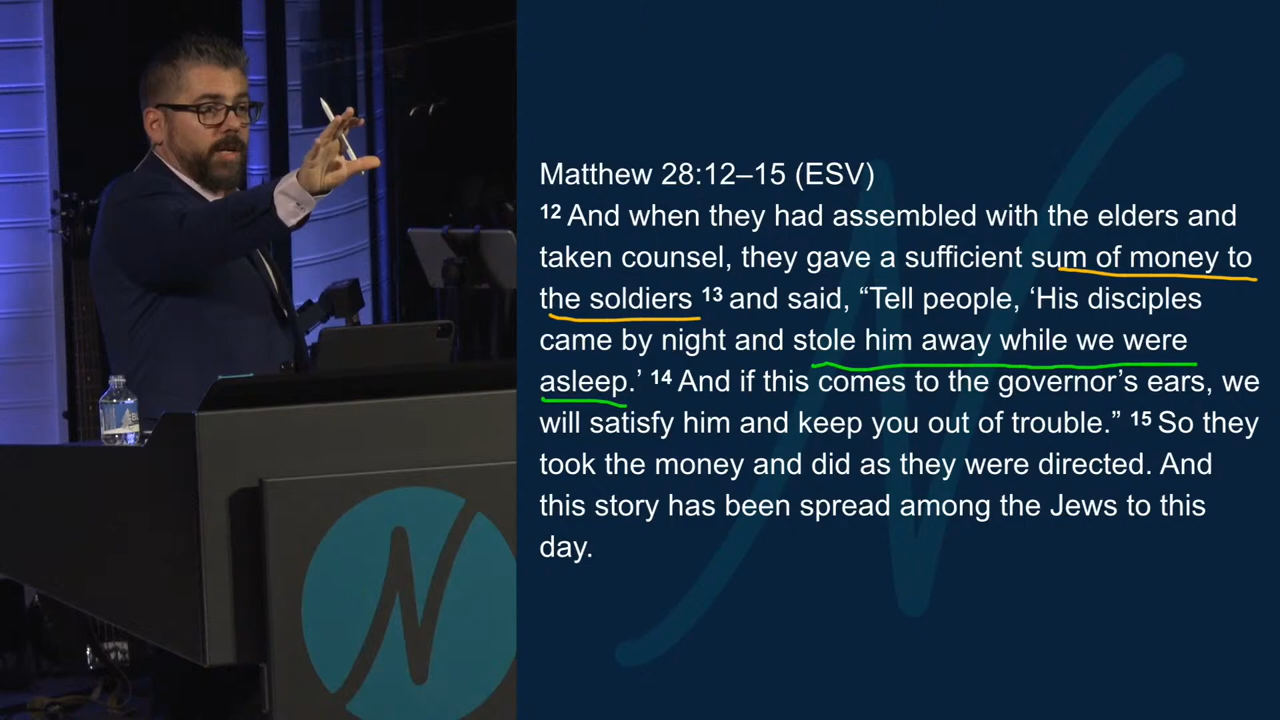 Matthew 28:12–15 (ESV)
12 And when they had assembled with the elders and
taken counsel, they gave a sufficient sum of money to
the soldiers 13 and said, “Tell people, ‘His disciples
came by night and stole him away while we were
asleep.’ 14 And if this comes to the governor’s ears, we
will satisfy him and keep you out of trouble.” 15 So they
took the money and did as they were directed. And
this story has been spread among the Jews to this
day.
N